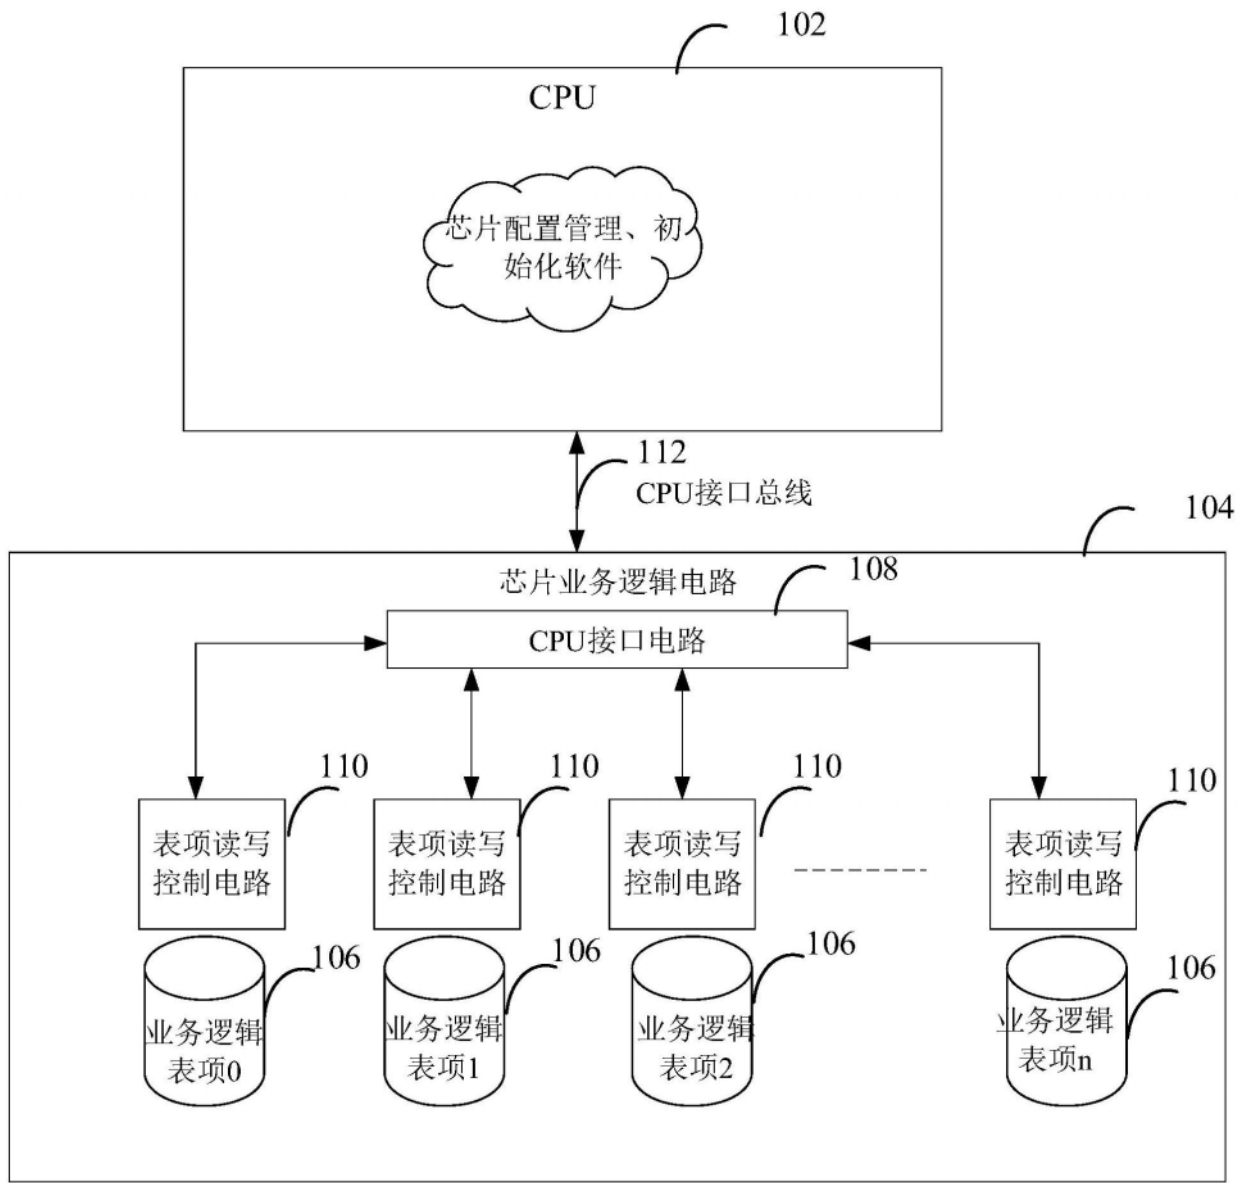 102
CPU
芯片配置管理、初
始化软件
112
CPU接口总线
104
芯片业务逻辑电路
108
CPU接口电路
110
110
110
110
表项读写
控制电路
表项读写
控制电路
表项读写
控制电路
表项读写
控制电路
106
106
106
106
业务逻辑
表项0
业务逻辑
表项1
业务逻辑
表项2
业务逻辑
表项n